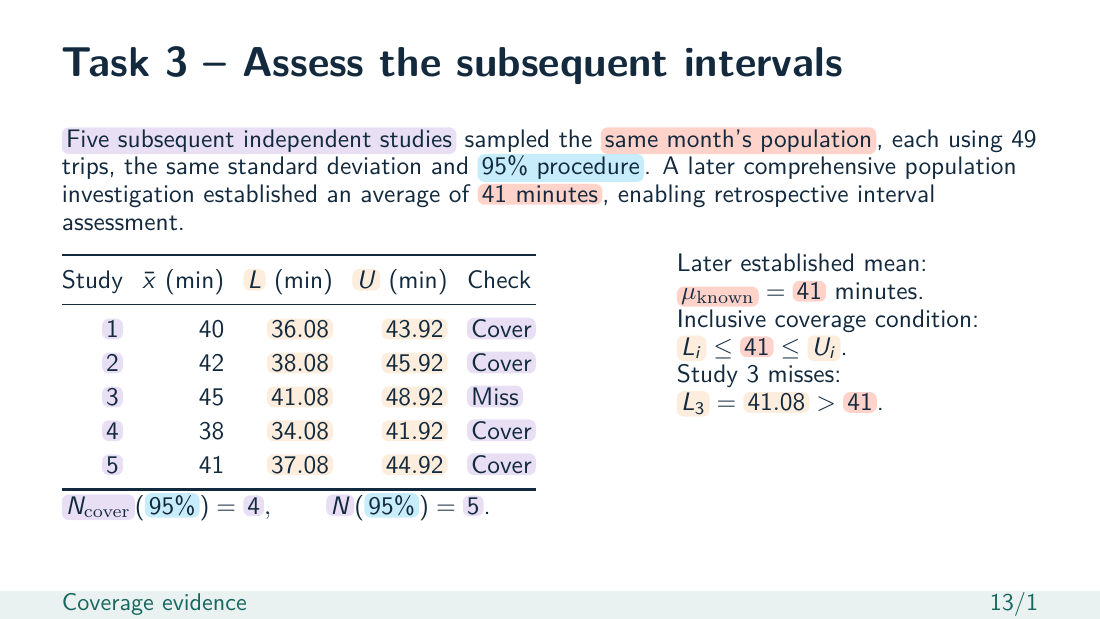 Task 3 – Assess the subsequent intervals
Five subsequent independent studies sampled the same month's population, each using 49
trips, the same standard deviation and 95% procedure. A later comprehensive population
investigation established an average of 41 minutes, enabling retrospective interval
assessment.
Study x̄ (min) L (min) U (min) Check
1 40 36.08 43.92 Cover
2 42 38.08 45.92 Cover
3 45 41.08 48.92 Miss
4 38 34.08 41.92 Cover
5 41 37.08 44.92 Cover
N_cover(95%) = 4, N(95%) = 5.
Later established mean:
μ_known = 41 minutes.
Inclusive coverage condition:
L_i ≤ 41 ≤ U_i.
Study 3 misses:
L_3 = 41.08 > 41.
Coverage evidence 13/1